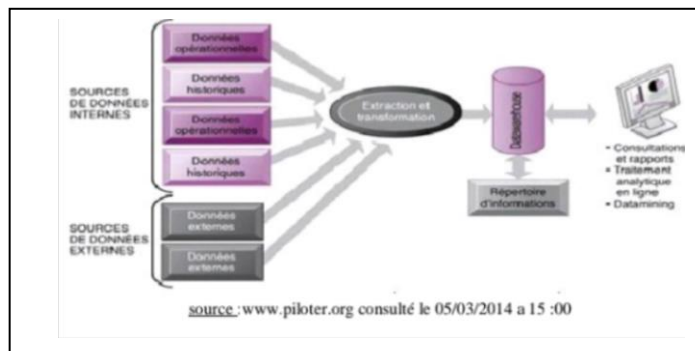 SOURCES
DE DONNÉES
INTERNES
Données
opérationnelles
Données
historiques
Données
opérationnelles
Données
historiques
SOURCES
DE DONNÉES
EXTERNES
Données
externes
Données
externes
Extraction et
transformation
Datawarehouse
Répertoire
d'informations
- Consultations
et rapports
- Traitement
analytique
en ligne
- Datamining
source :www.piloter.org consulté le 05/03/2014 a 15 :00